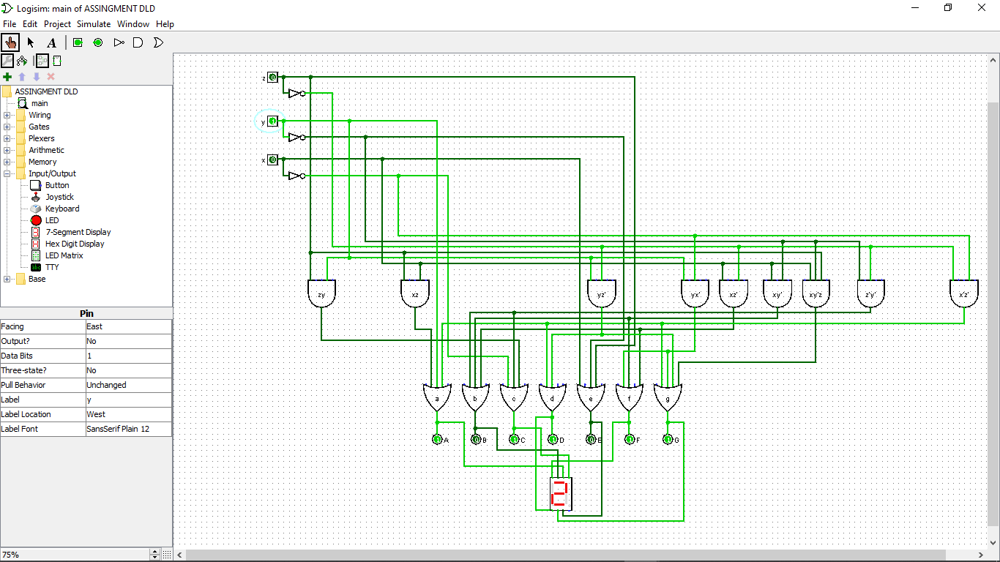 Logisim: main of ASSINGMENT DLD
File Edit Project Simulate Window Help
A
ASSINGMENT DLD
main
Wiring
Gates
Plexers
Arithmetic
Memory
Input/Output
Button
Joystick
Keyboard
LED
7-Segment Display
Hex Digit Display
LED Matrix
TTY
Base
Pin
Facing East
Output? No
Data Bits 1
Three-state? No
Pull Behavior Unchanged
Label y
Label Location West
Label Font SansSerif Plain 12
75%
z 0
y 1
x 0
zy xz yz' yx' xz' xy' xy'z z'y' x'z'
a b c d e f g
1 A 0 B 1 C 1 D 0 E 1 F 1 G